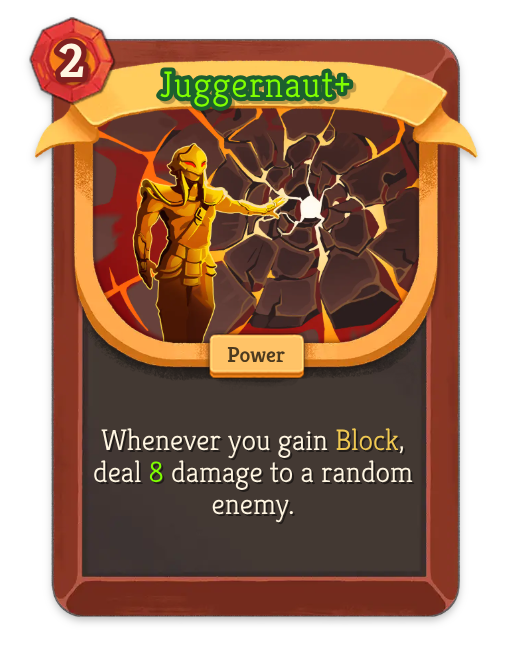 2
Juggernaut+
Power
Whenever you gain Block,
deal 8 damage to a random
enemy.